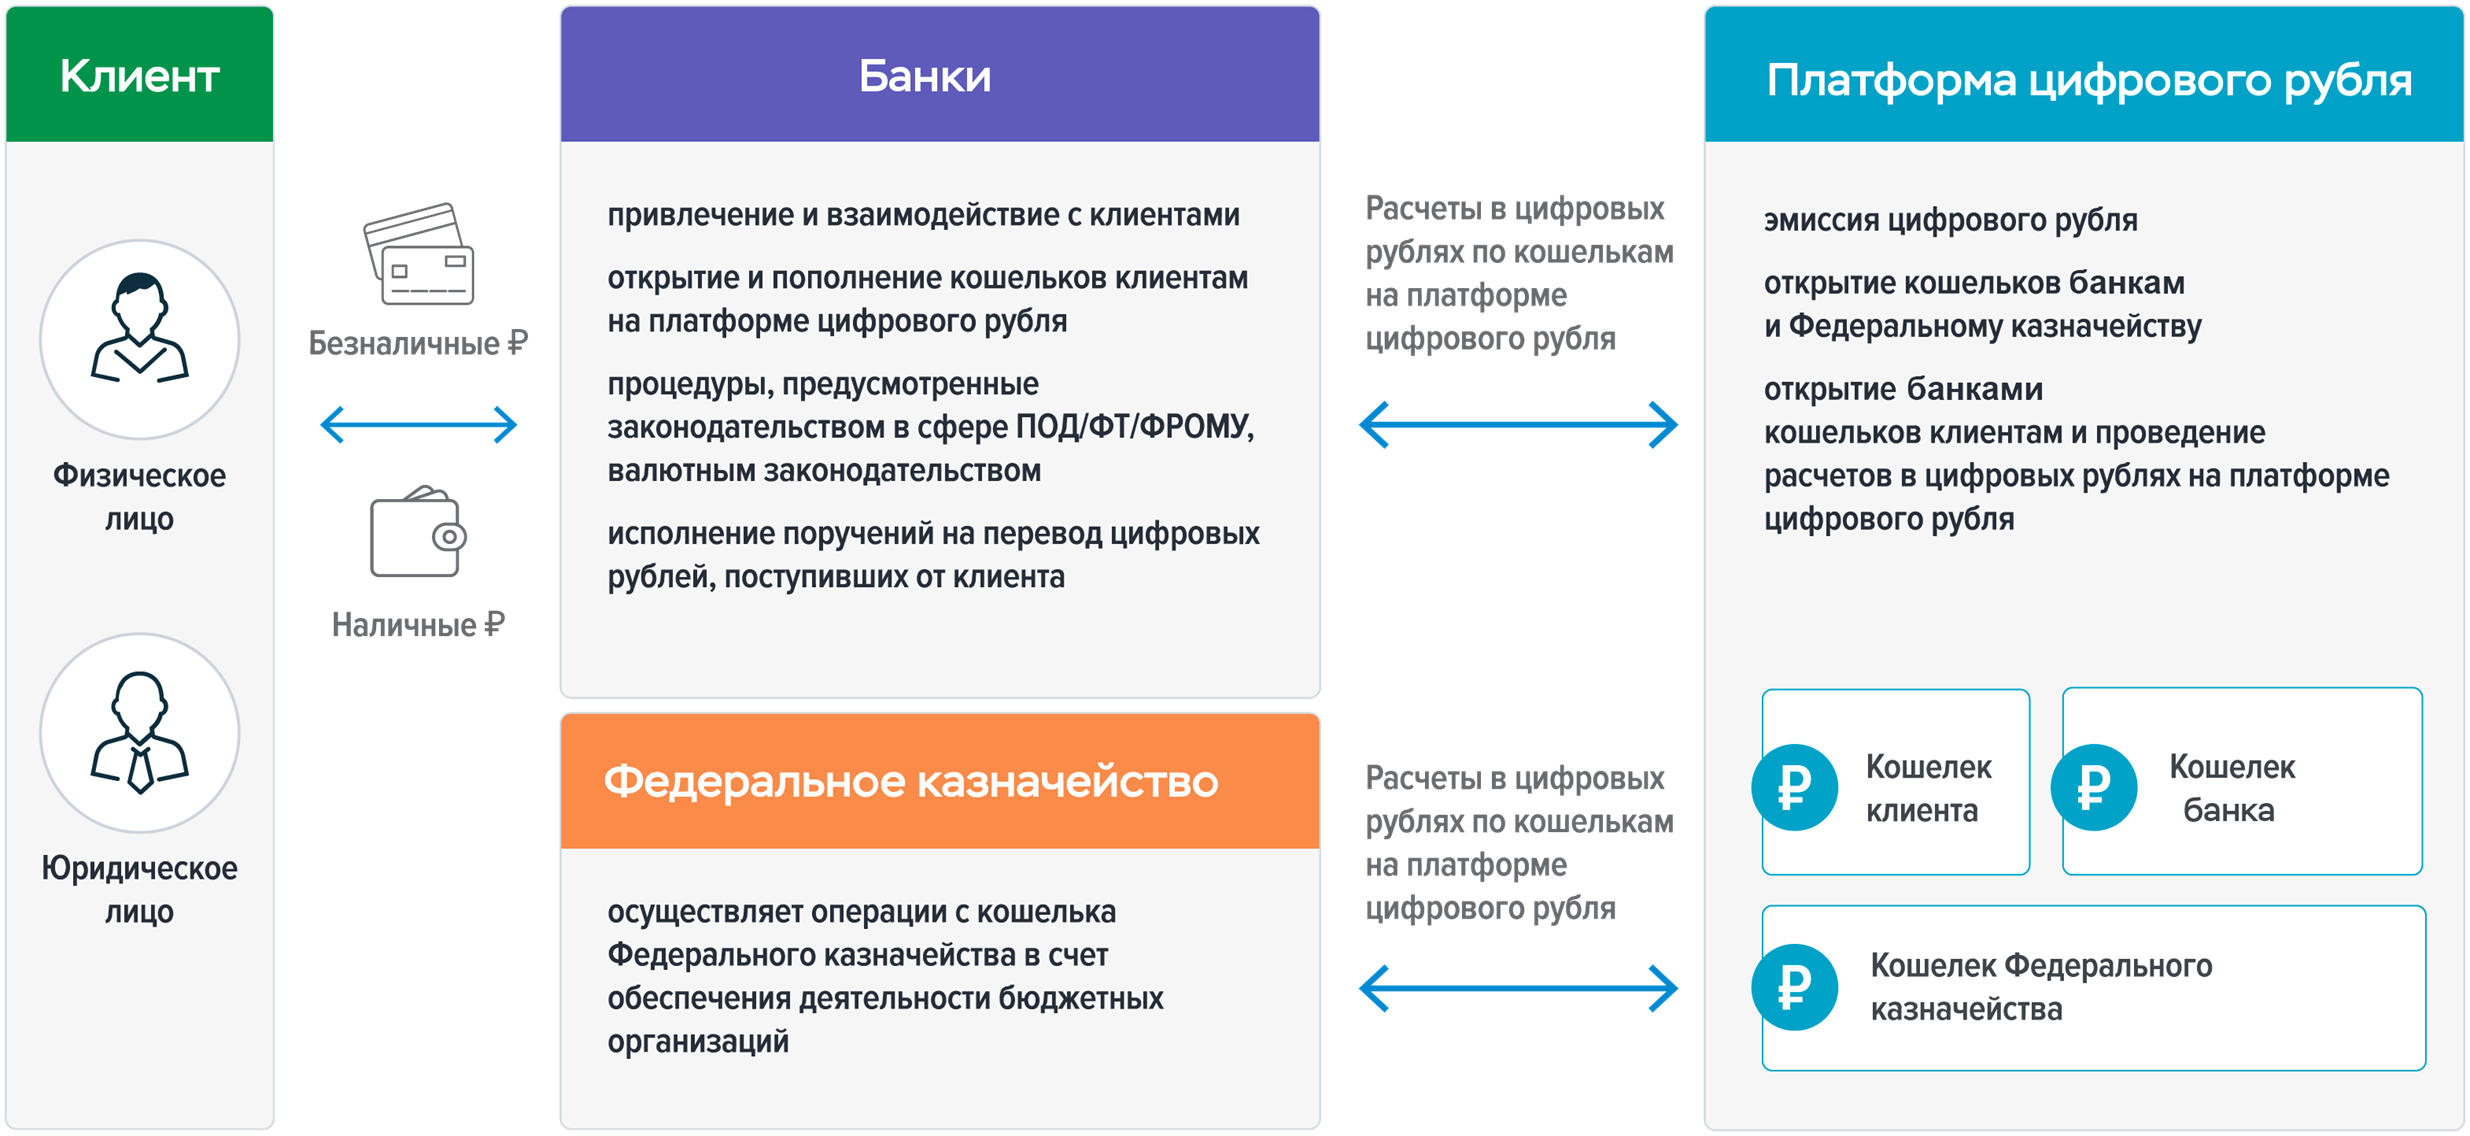 Клиент
Физическое
лицо
Юридическое
лицо
Безналичные ₽
Наличные ₽
Банки
привлечение и взаимодействие с клиентами
открытие и пополнение кошельков клиентам
на платформе цифрового рубля
процедуры, предусмотренные
законодательством в сфере ПОД/ФТ/ФРОМУ,
валютным законодательством
исполнение поручений на перевод цифровых
рублей, поступивших от клиента
Федеральное казначейство
осуществляет операции с кошелька
Федерального казначейства в счет
обеспечения деятельности бюджетных
организаций
Расчеты в цифровых
рублях по кошелькам
на платформе
цифрового рубля
Расчеты в цифровых
рублях по кошелькам
на платформе
цифрового рубля
Платформа цифрового рубля
эмиссия цифрового рубля
открытие кошельков банкам
и Федеральному казначейству
открытие банками
кошельков клиентам и проведение
расчетов в цифровых рублях на платформе
цифрового рубля
₽
Кошелек
клиента
₽
Кошелек
банка
₽
Кошелек Федерального
казначейства